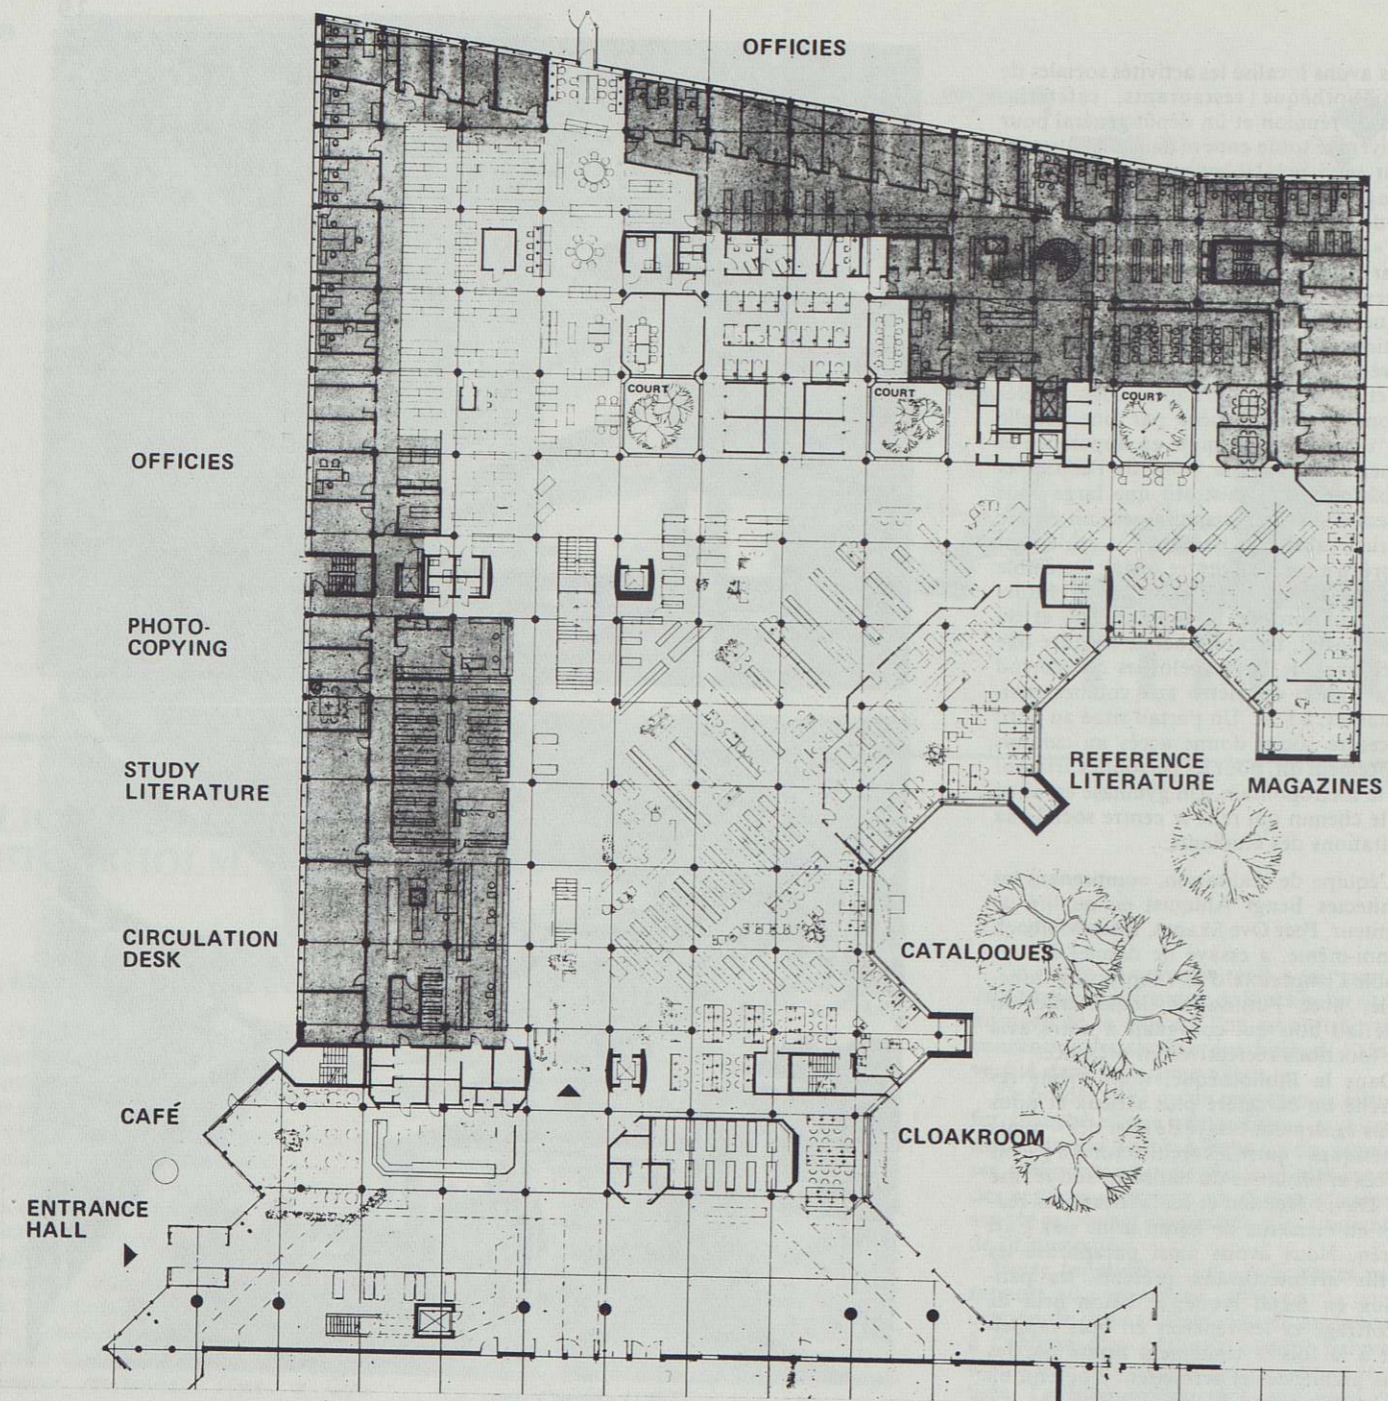 OFFICIES
COURT
COURT
COURT
OFFICIES
PHOTO-
COPYING
STUDY
LITERATURE
REFERENCE
LITERATURE
MAGAZINES
CIRCULATION
DESK
CATALOQUES
CAFÉ
CLOAKROOM
ENTRANCE
HALL